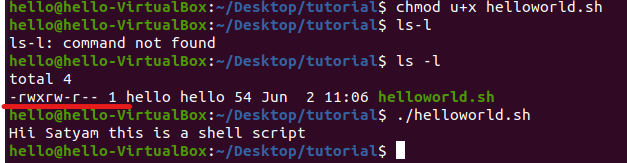 hello@hello-VirtualBox:~/Desktop/tutorial$ chmod u+x helloworld.sh
hello@hello-VirtualBox:~/Desktop/tutorial$ ls-l
ls-l: command not found
hello@hello-VirtualBox:~/Desktop/tutorial$ ls -l
total 4
-rwxrw-r-- 1 hello hello 54 Jun  2 11:06 helloworld.sh
hello@hello-VirtualBox:~/Desktop/tutorial$ ./helloworld.sh
Hii Satyam this is a shell script
hello@hello-VirtualBox:~/Desktop/tutorial$